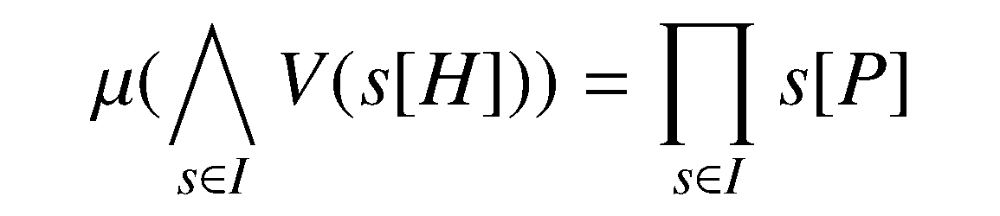 μ(⋀_{s∈I} V(s[H])) = ∏_{s∈I} s[P]